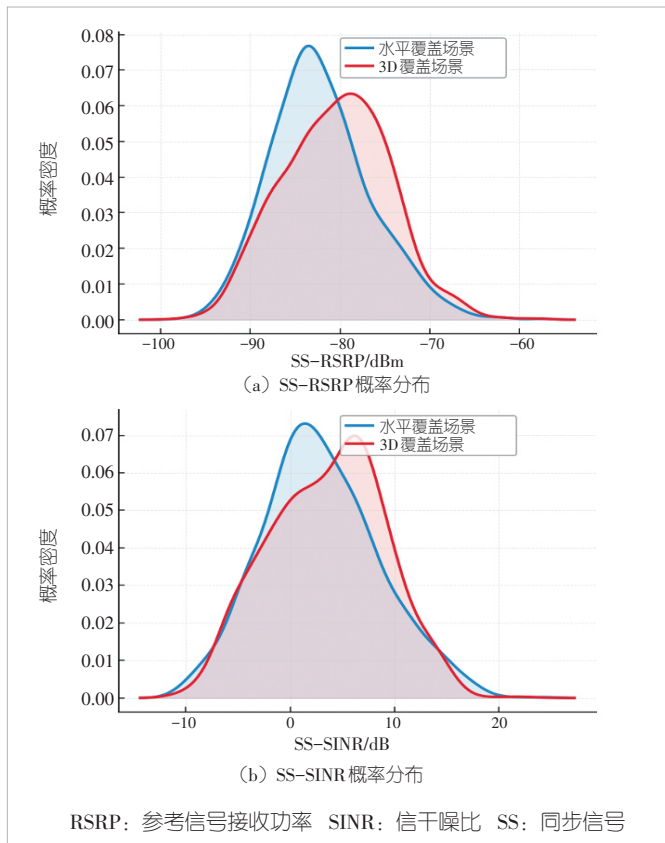 0.08
0.07
0.06
0.05
0.04
0.03
0.02
0.01
0.00
概率密度
水平覆盖场景
3D覆盖场景
-100 -90 -80 -70 -60
SS-RSRP/dBm
(a) SS-RSRP概率分布
0.07
0.06
0.05
0.04
0.03
0.02
0.01
0.00
概率密度
水平覆盖场景
3D覆盖场景
-10 0 10 20
SS-SINR/dB
(b) SS-SINR概率分布
RSRP：参考信号接收功率 SINR：信干噪比 SS：同步信号